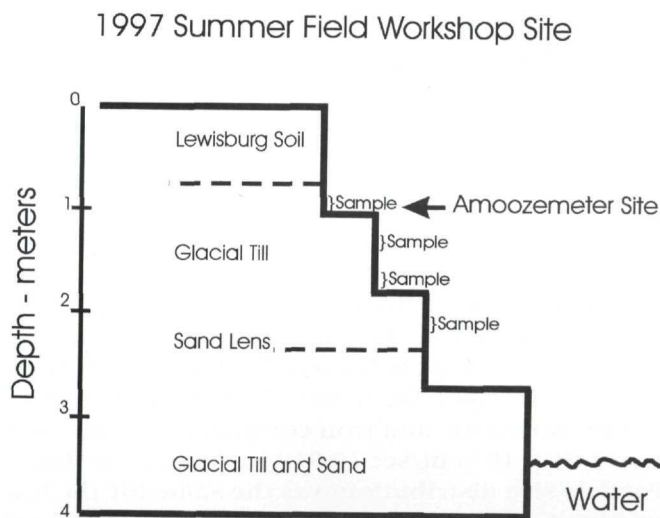 1997 Summer Field Workshop Site
0
Lewisburg Soil
}Sample
1
Amoozemeter Site
}Sample
Glacial Till
}Sample
2
}Sample
Sand Lens
3
Glacial Till and Sand
Water
4
Depth - meters